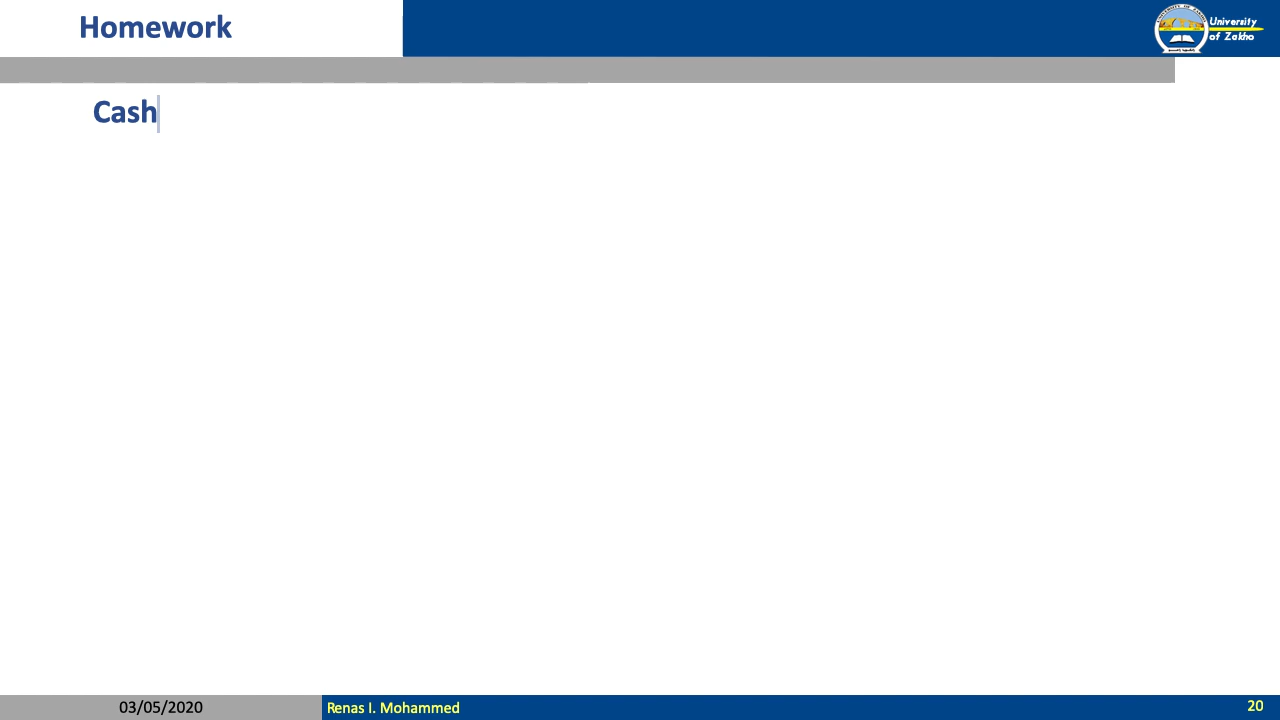 Homework
University
of Zakho
Cash
03/05/2020
Renas I. Mohammed
20